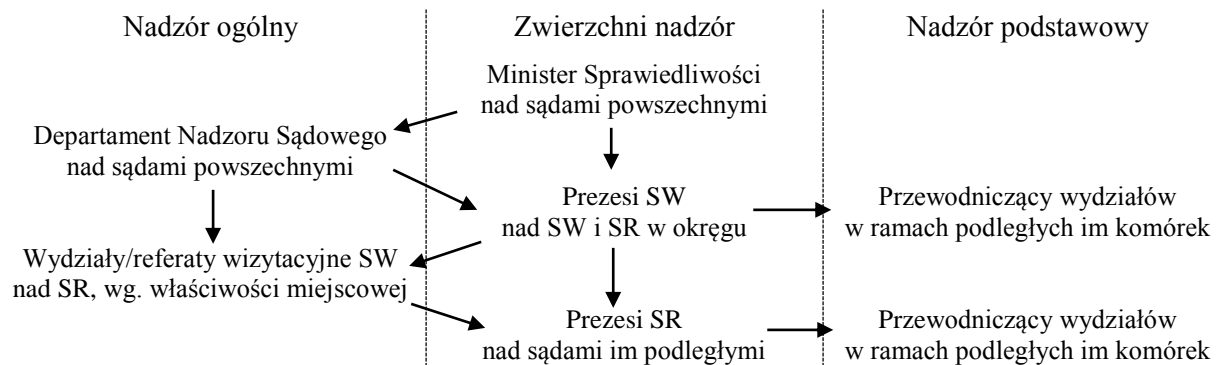 Nadzór ogólny
Zwierzchni nadzór
Nadzór podstawowy
Minister Sprawiedliwości
nad sądami powszechnymi
Departament Nadzoru Sądowego
nad sądami powszechnymi
Prezesi SW
nad SW i SR w okręgu
Przewodniczący wydziałów
w ramach podległych im komórek
Wydziały/referaty wizytacyjne SW
nad SR, wg. właściwości miejscowej
Prezesi SR
nad sądami im podległymi
Przewodniczący wydziałów
w ramach podległych im komórek